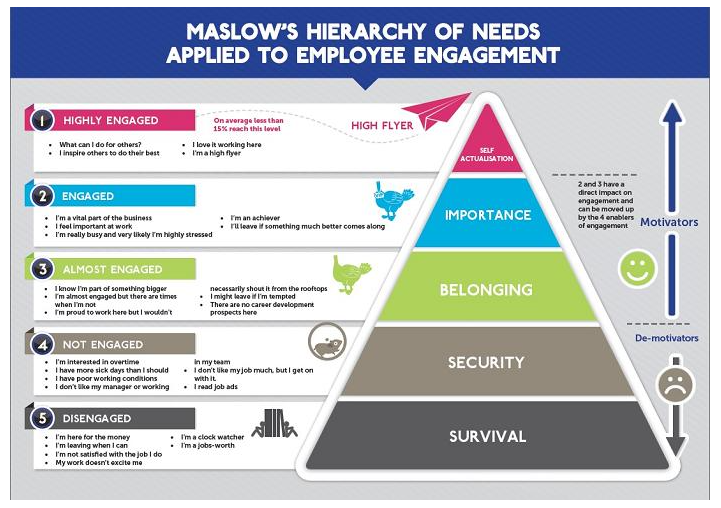 MASLOW'S HIERARCHY OF NEEDS
APPLIED TO EMPLOYEE ENGAGEMENT
1 HIGHLY ENGAGED
• What can I do for others?
• I inspire others to do their best
• I love it working here
• I'm a high flyer
On average less than
15% reach this level
HIGH FLYER
SELF
ACTUALISATION
2 ENGAGED
• I'm a vital part of the business
• I feel important at work
• I'm really busy and very likely I'm highly stressed
• I'm an achiever
• I'll leave if something much better comes along
IMPORTANCE
2 and 3 have a
direct impact on
engagement and
can be moved up
by the 4 enablers
of engagement
Motivators
3 ALMOST ENGAGED
• I know I'm part of something bigger
• I'm almost engaged but there are times
when I'm not
• I'm proud to work here but I wouldn't
necessarily shout it from the rooftops
• I might leave if I'm tempted
• There are no career development
prospects here
BELONGING
De-motivators
4 NOT ENGAGED
• I'm interested in overtime
• I have more sick days than I should
• I have poor working conditions
• I don't like my manager or working
in my team
• I don't like my job much, but I get on
with it.
• I read job ads
SECURITY
5 DISENGAGED
• I'm here for the money
• I'm leaving when I can
• I'm not satisfied with the job I do
• My work doesn't excite me
• I'm a clock watcher
• I'm a jobs-worth
SURVIVAL